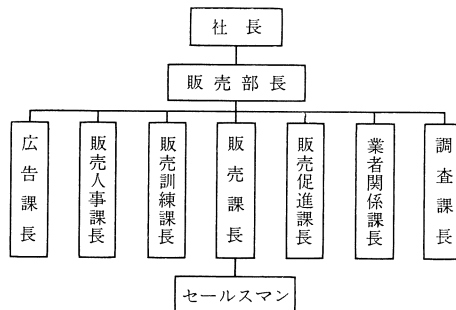 社長
販売部長
広告課長
販売人事課長
販売訓練課長
販売課長
販売促進課長
業者関係課長
調査課長
セールスマン